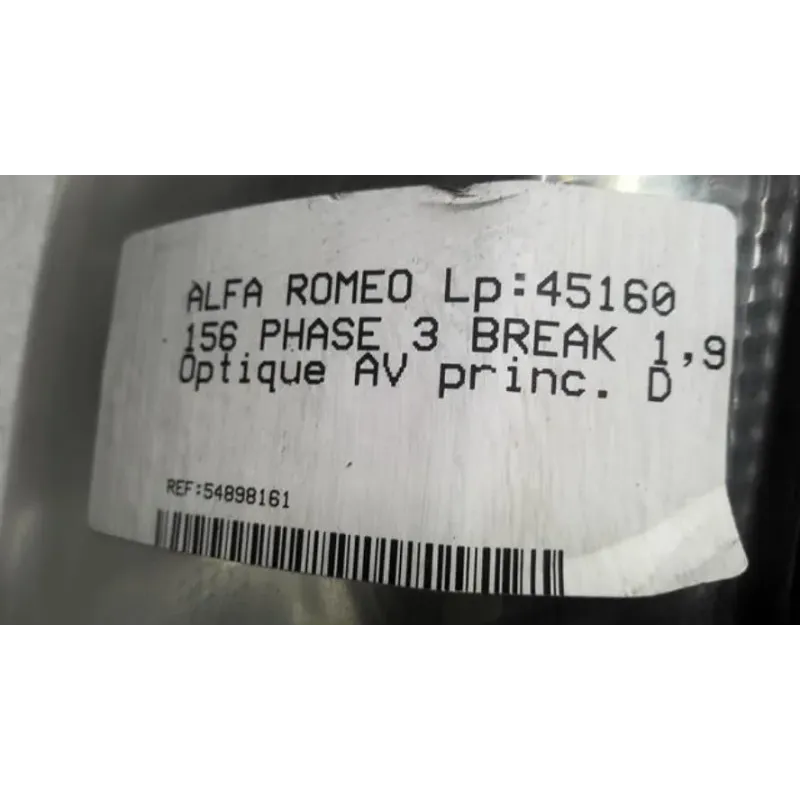 ALFA ROMEO Lp:45160
156 PHASE 3 BREAK 1,9
Optique AV princ. D
REF:54898161